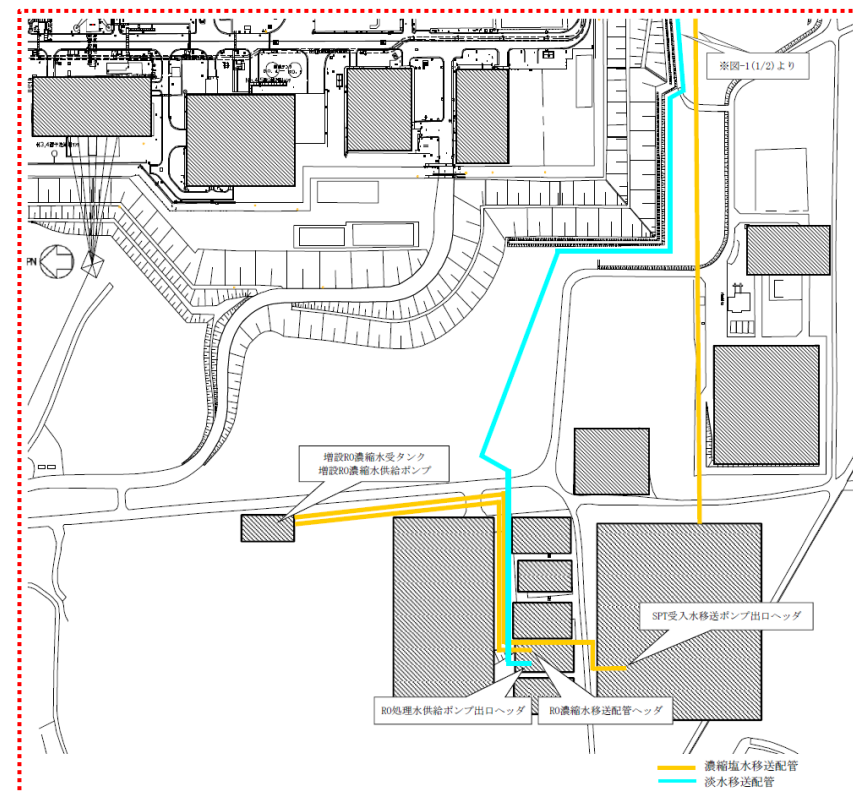 ※図-1(1/2)より
PN
増設RO濃縮水受タンク
増設RO濃縮水供給ポンプ
SPT受入水移送ポンプ出口ヘッダ
RO処理水供給ポンプ出口ヘッダ
RO濃縮水移送配管ヘッダ
濃縮塩水移送配管
淡水移送配管